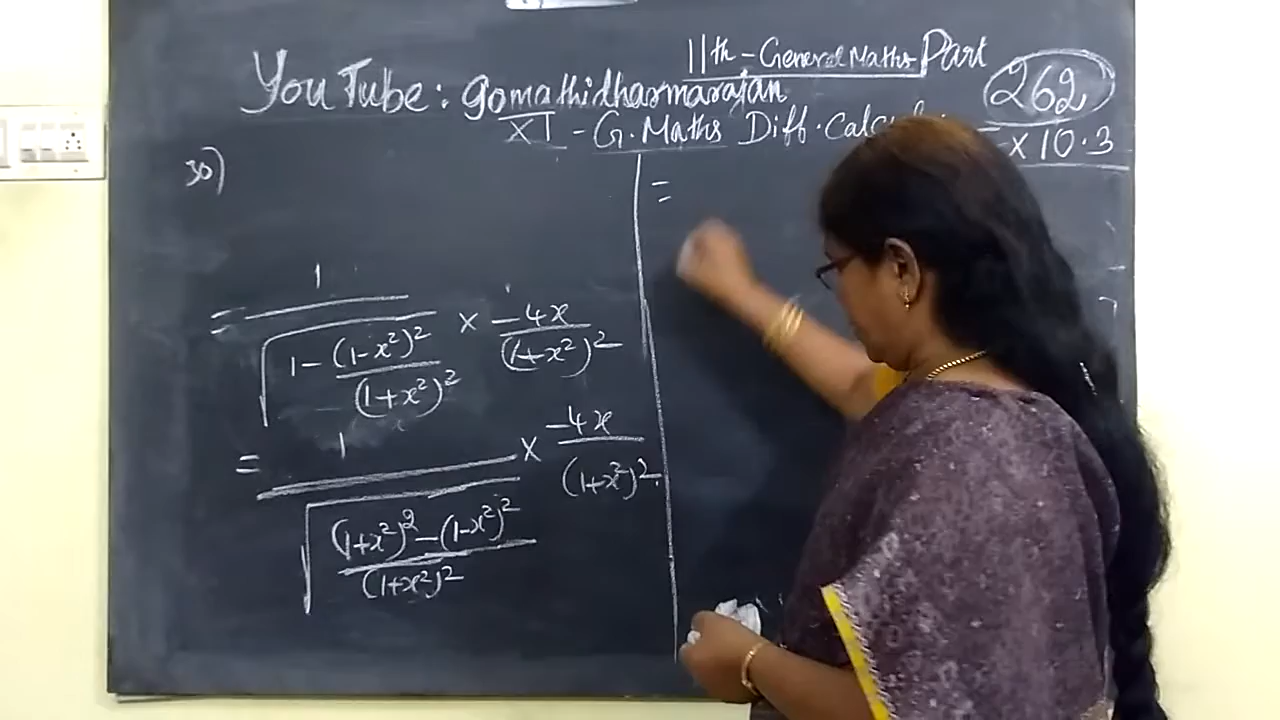 11th - General Maths Part
YouTube: gomathidharmarajan 262
XI - G. Maths Diff. Calcul
x 10.3
30)
= 1 / √(1 - (1-x²)² / (1+x²)²) × -4x / (1+x²)²
= 1 / √(((1+x²)² - (1-x²)²) / (1+x²)²) × -4x / (1+x²)².
=